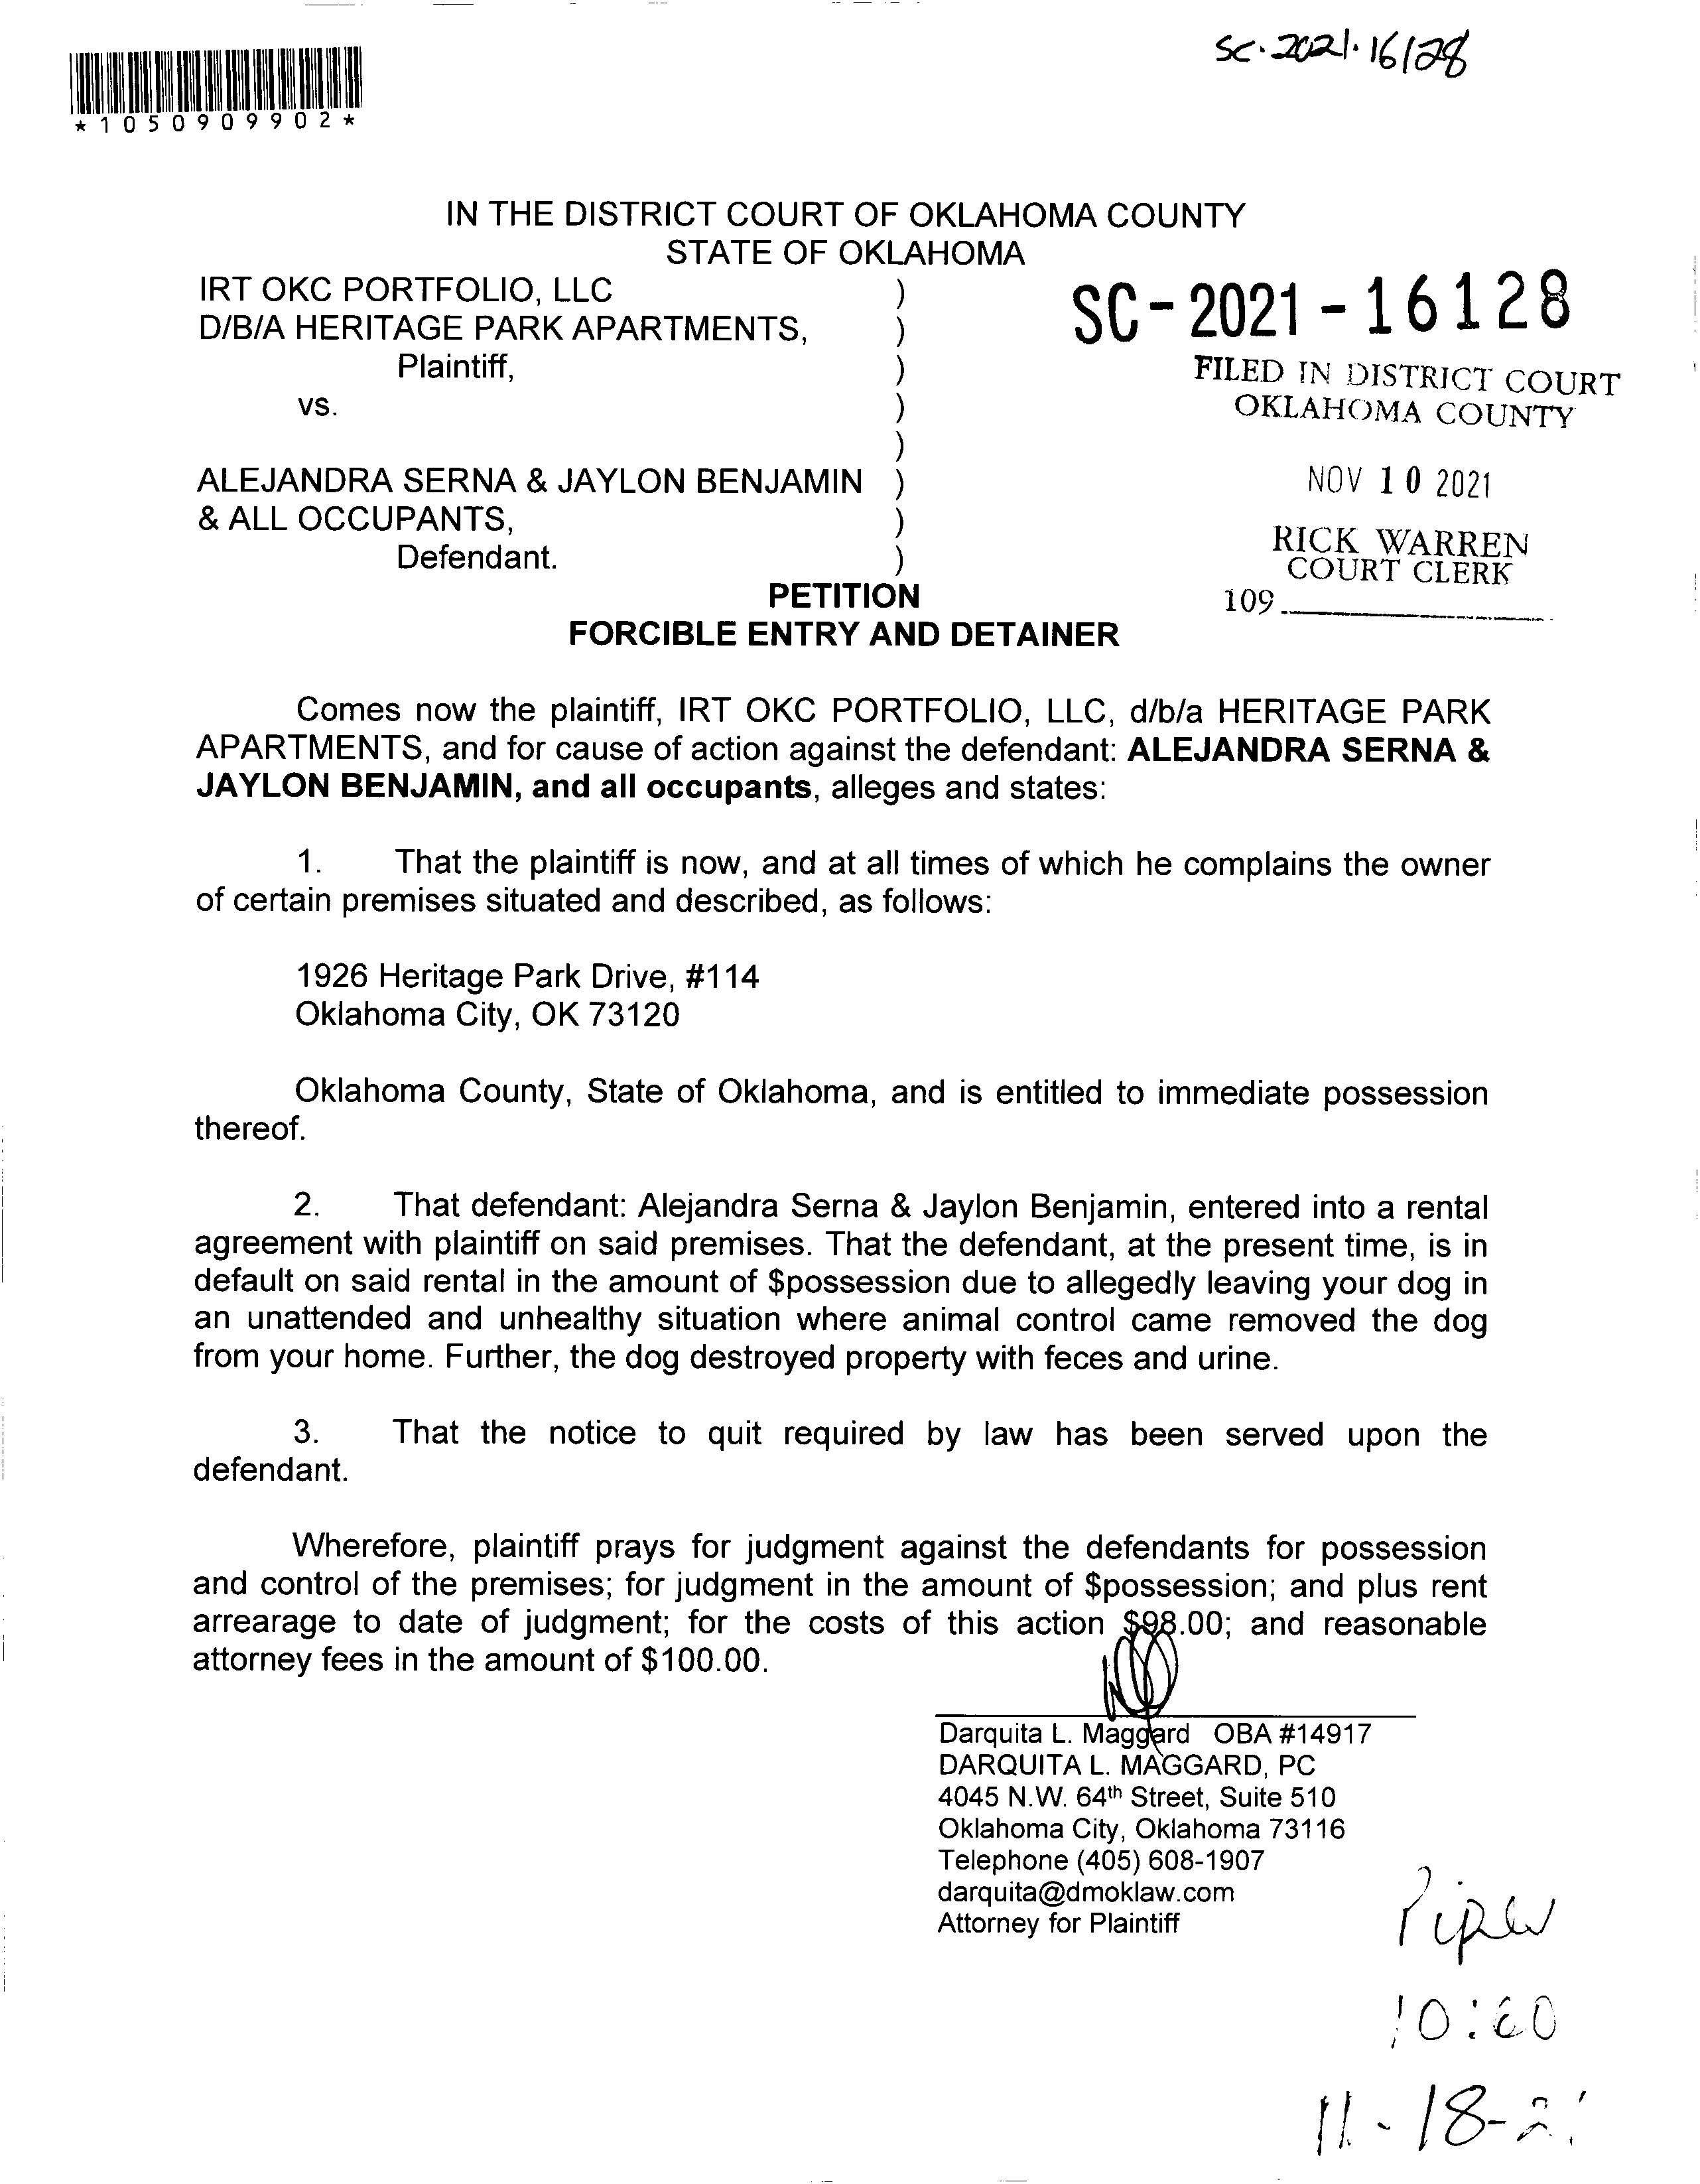 SC-2021-16128
*1050909902*
IN THE DISTRICT COURT OF OKLAHOMA COUNTY
STATE OF OKLAHOMA
IRT OKC PORTFOLIO, LLC )
D/B/A HERITAGE PARK APARTMENTS, )
Plaintiff, )
vs. )
)
ALEJANDRA SERNA & JAYLON BENJAMIN )
& ALL OCCUPANTS, )
Defendant. )
SC-2021-16128
FILED IN DISTRICT COURT
OKLAHOMA COUNTY
NOV 10 2021
RICK WARREN
COURT CLERK
109
PETITION
FORCIBLE ENTRY AND DETAINER
Comes now the plaintiff, IRT OKC PORTFOLIO, LLC, d/b/a HERITAGE PARK
APARTMENTS, and for cause of action against the defendant: ALEJANDRA SERNA &
JAYLON BENJAMIN, and all occupants, alleges and states:
1. That the plaintiff is now, and at all times of which he complains the owner
of certain premises situated and described, as follows:
1926 Heritage Park Drive, #114
Oklahoma City, OK 73120
Oklahoma County, State of Oklahoma, and is entitled to immediate possession
thereof.
2. That defendant: Alejandra Serna & Jaylon Benjamin, entered into a rental
agreement with plaintiff on said premises. That the defendant, at the present time, is in
default on said rental in the amount of $possession due to allegedly leaving your dog in
an unattended and unhealthy situation where animal control came removed the dog
from your home. Further, the dog destroyed property with feces and urine.
3. That the notice to quit required by law has been served upon the
defendant.
Wherefore, plaintiff prays for judgment against the defendants for possession
and control of the premises; for judgment in the amount of $possession; and plus rent
arrearage to date of judgment; for the costs of this action $98.00; and reasonable
attorney fees in the amount of $100.00.
Darquita L. Maggard OBA #14917
DARQUITA L. MAGGARD, PC
4045 N.W. 64th Street, Suite 510
Oklahoma City, Oklahoma 73116
Telephone (405) 608-1907
darquita@dmoklaw.com
Attorney for Plaintiff
Piper
11-18-